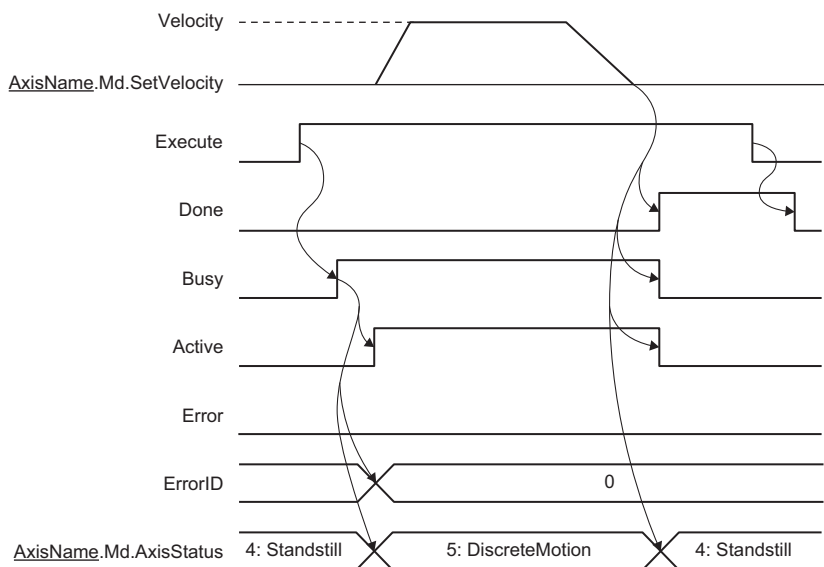 Velocity
AxisName.Md.SetVelocity
Execute
Done
Busy
Active
Error
ErrorID
0
AxisName.Md.AxisStatus
4: Standstill
5: DiscreteMotion
4: Standstill